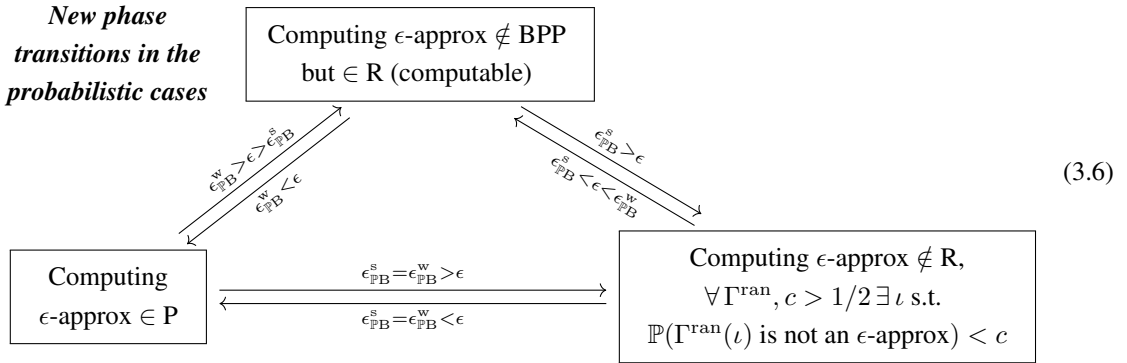 New phase
transitions in the
probabilistic cases
Computing ϵ-approx ∉ BPP
but ∈ R (computable)
ϵ^w_ℙB>ϵ>ϵ^s_ℙB
ϵ^w_ℙB<ϵ
ϵ^s_ℙB>ϵ
ϵ^s_ℙB<ϵ<ϵ^w_ℙB
(3.6)
Computing
ϵ-approx ∈ P
ϵ^s_ℙB=ϵ^w_ℙB>ϵ
ϵ^s_ℙB=ϵ^w_ℙB<ϵ
Computing ϵ-approx ∉ R,
∀ Γ^ran, c > 1/2 ∃ ι s.t.
ℙ(Γ^ran(ι) is not an ϵ-approx) < c